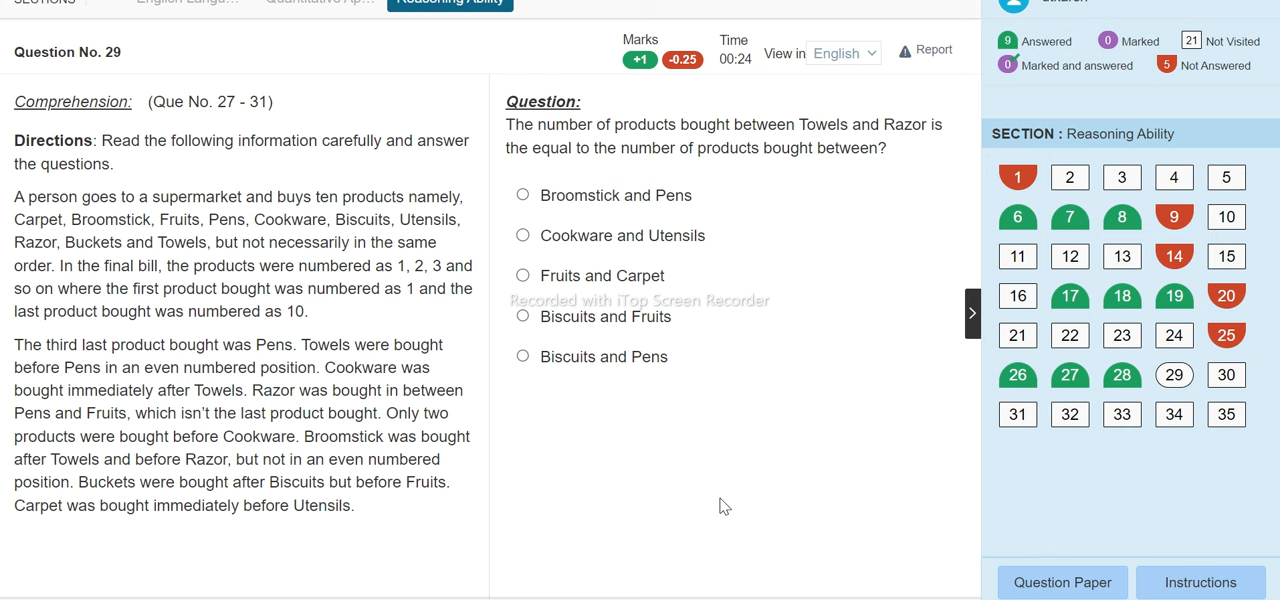 SECTIONS
English Langu...
Quantitative Ap...
Reasoning Ability
Question No. 29
Marks
+1
-0.25
Time
00:24
View in
English
Report
Comprehension: (Que No. 27 - 31)
Directions: Read the following information carefully and answer
the questions.
A person goes to a supermarket and buys ten products namely,
Carpet, Broomstick, Fruits, Pens, Cookware, Biscuits, Utensils,
Razor, Buckets and Towels, but not necessarily in the same
order. In the final bill, the products were numbered as 1, 2, 3 and
so on where the first product bought was numbered as 1 and the
last product bought was numbered as 10.
The third last product bought was Pens. Towels were bought
before Pens in an even numbered position. Cookware was
bought immediately after Towels. Razor was bought in between
Pens and Fruits, which isn't the last product bought. Only two
products were bought before Cookware. Broomstick was bought
after Towels and before Razor, but not in an even numbered
position. Buckets were bought after Biscuits but before Fruits.
Carpet was bought immediately before Utensils.
Question:
The number of products bought between Towels and Razor is
the equal to the number of products bought between?
Broomstick and Pens
Cookware and Utensils
Fruits and Carpet
Recorded with iTop Screen Recorder
Biscuits and Fruits
Biscuits and Pens
9 Answered
0 Marked
21 Not Visited
0 Marked and answered
5 Not Answered
SECTION : Reasoning Ability
1 2 3 4 5
6 7 8 9 10
11 12 13 14 15
16 17 18 19 20
21 22 23 24 25
26 27 28 29 30
31 32 33 34 35
Question Paper
Instructions